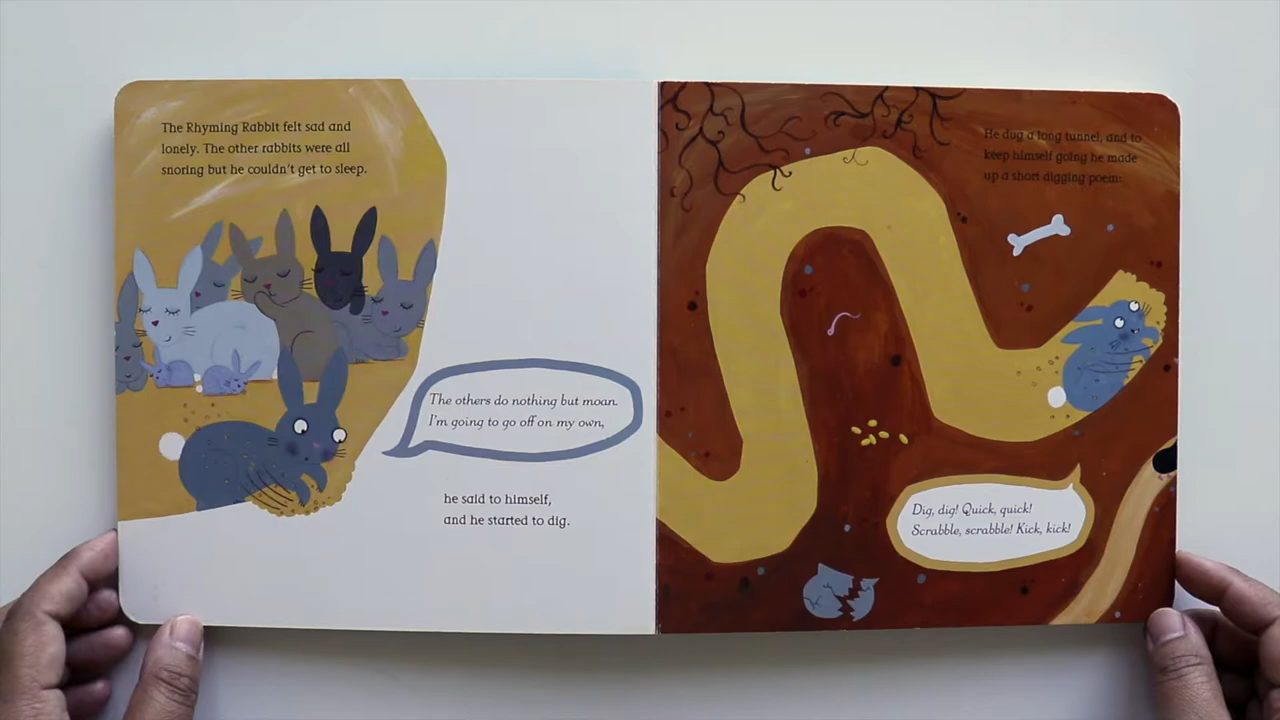 The Rhyming Rabbit felt sad and
lonely. The other rabbits were all
snoring but he couldn't get to sleep.
The others do nothing but moan.
I'm going to go off on my own,
he said to himself,
and he started to dig.
He dug a long tunnel, and to
keep himself going he made
up a short digging poem:
Dig, dig! Quick, quick!
Scrabble, scrabble! Kick, kick!